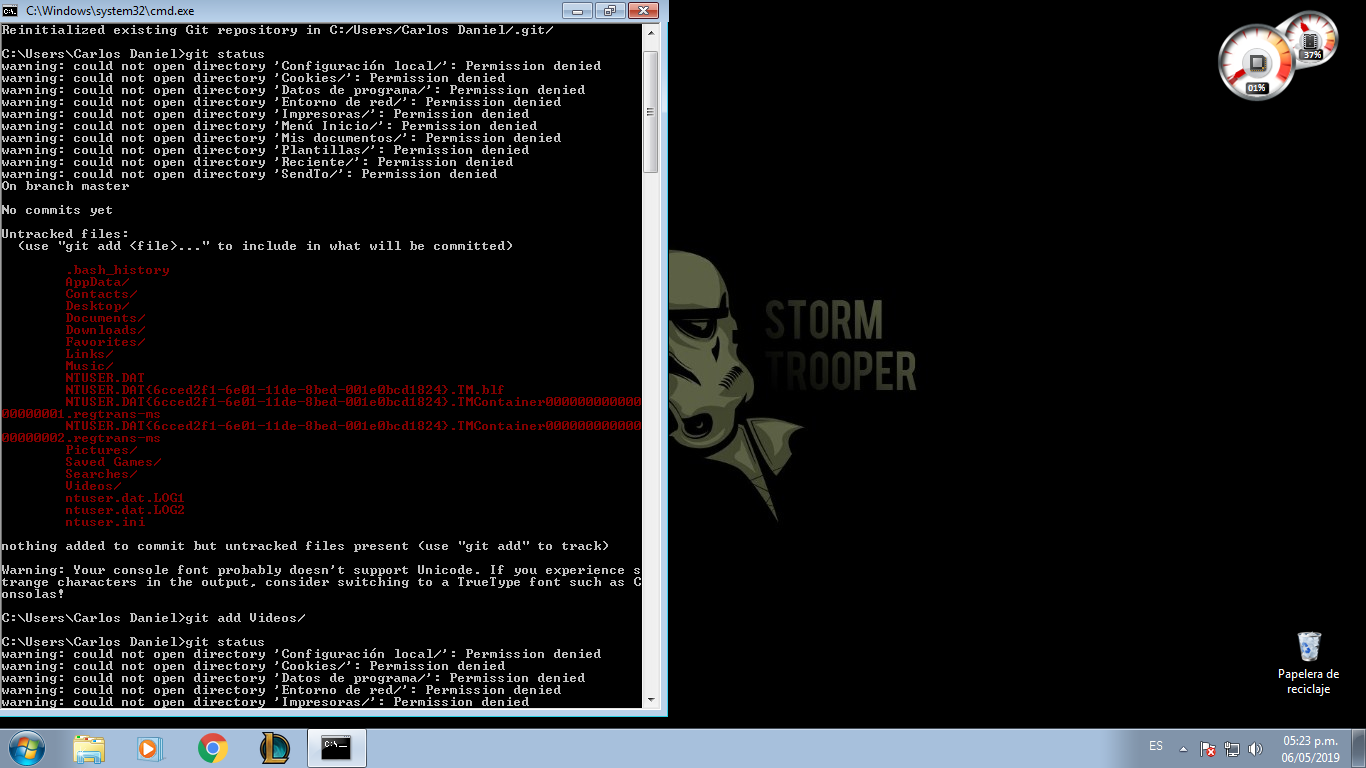 C:\Windows\system32\cmd.exe
Reinitialized existing Git repository in C:/Users/Carlos Daniel/.git/
C:\Users\Carlos Daniel>git status
warning: could not open directory 'Configuración local/': Permission denied
warning: could not open directory 'Cookies/': Permission denied
warning: could not open directory 'Datos de programa/': Permission denied
warning: could not open directory 'Entorno de red/': Permission denied
warning: could not open directory 'Impresoras/': Permission denied
warning: could not open directory 'Menú Inicio/': Permission denied
warning: could not open directory 'Mis documentos/': Permission denied
warning: could not open directory 'Plantillas/': Permission denied
warning: could not open directory 'Reciente/': Permission denied
warning: could not open directory 'SendTo/': Permission denied
On branch master
No commits yet
Untracked files:
(use "git add <file>..." to include in what will be committed)
.bash_history
AppData/
Contacts/
Desktop/
Documents/
Downloads/
Favorites/
Links/
Music/
NTUSER.DAT
NTUSER.DAT{6cced2f1-6e01-11de-8bed-001e0bcd1824}.TM.blf
NTUSER.DAT{6cced2f1-6e01-11de-8bed-001e0bcd1824}.TMContainer000000000000
00000001.regtrans-ms
NTUSER.DAT{6cced2f1-6e01-11de-8bed-001e0bcd1824}.TMContainer000000000000
00000002.regtrans-ms
Pictures/
Saved Games/
Searches/
Videos/
ntuser.dat.LOG1
ntuser.dat.LOG2
ntuser.ini
nothing added to commit but untracked files present (use "git add" to track)
Warning: Your console font probably doesn't support Unicode. If you experience s
trange characters in the output, consider switching to a TrueType font such as C
onsolas!
C:\Users\Carlos Daniel>git add Videos/
C:\Users\Carlos Daniel>git status
warning: could not open directory 'Configuración local/': Permission denied
warning: could not open directory 'Cookies/': Permission denied
warning: could not open directory 'Datos de programa/': Permission denied
warning: could not open directory 'Entorno de red/': Permission denied
warning: could not open directory 'Impresoras/': Permission denied
STORM
TROOPER
37%
01%
Papelera de
reciclaje
C:\_
ES
05:23 p.m.
06/05/2019